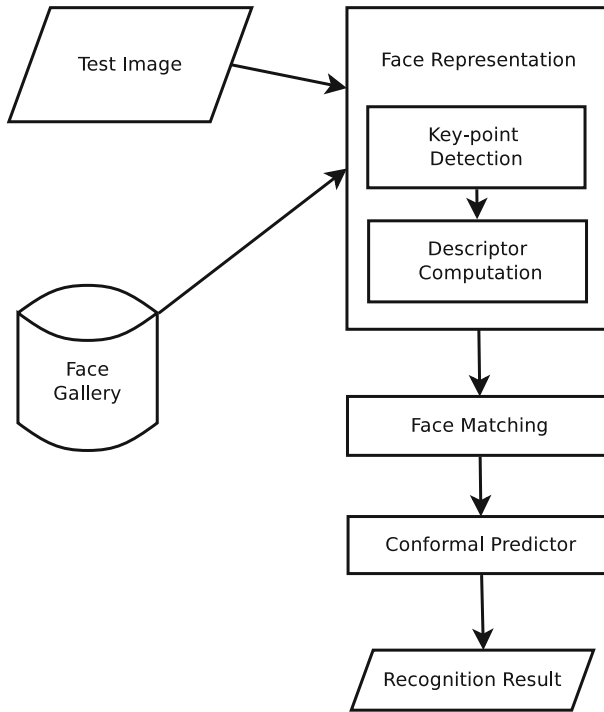 Test Image
Face Representation
Key-point
Detection
Descriptor
Computation
Face
Gallery
Face Matching
Conformal Predictor
Recognition Result